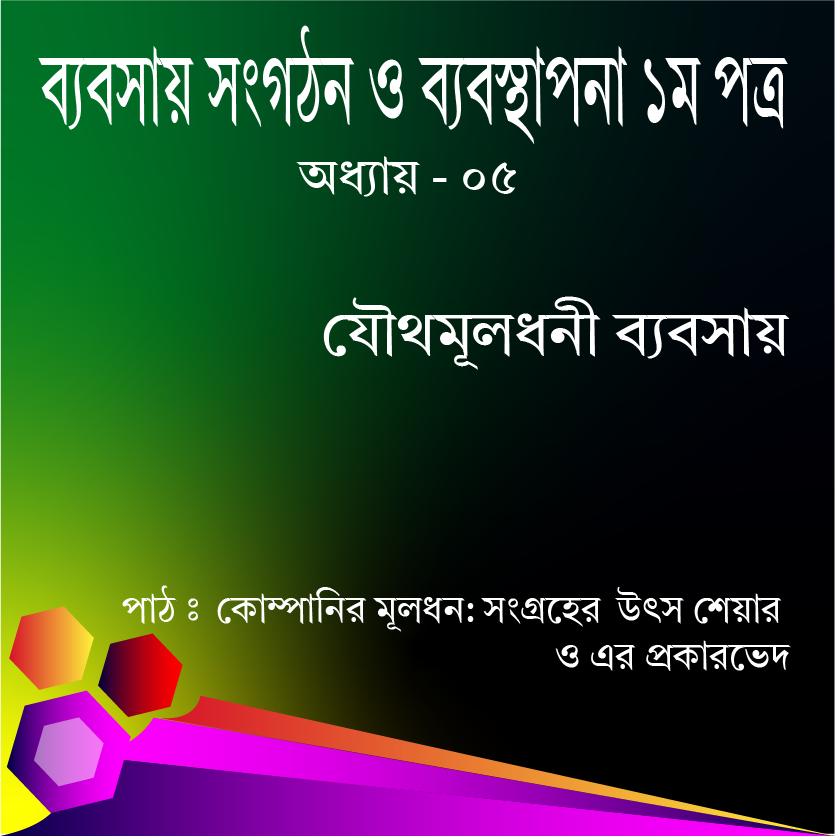 ব্যবসায় সংগঠন ও ব্যবস্থাপনা ১ম পত্র
অধ্যায় - ০৫
যৌথমূলধনী ব্যবসায়
পাঠ ঃ কোম্পানির মূলধন: সংগ্রহের উৎস শেয়ার
ও এর প্রকারভেদ